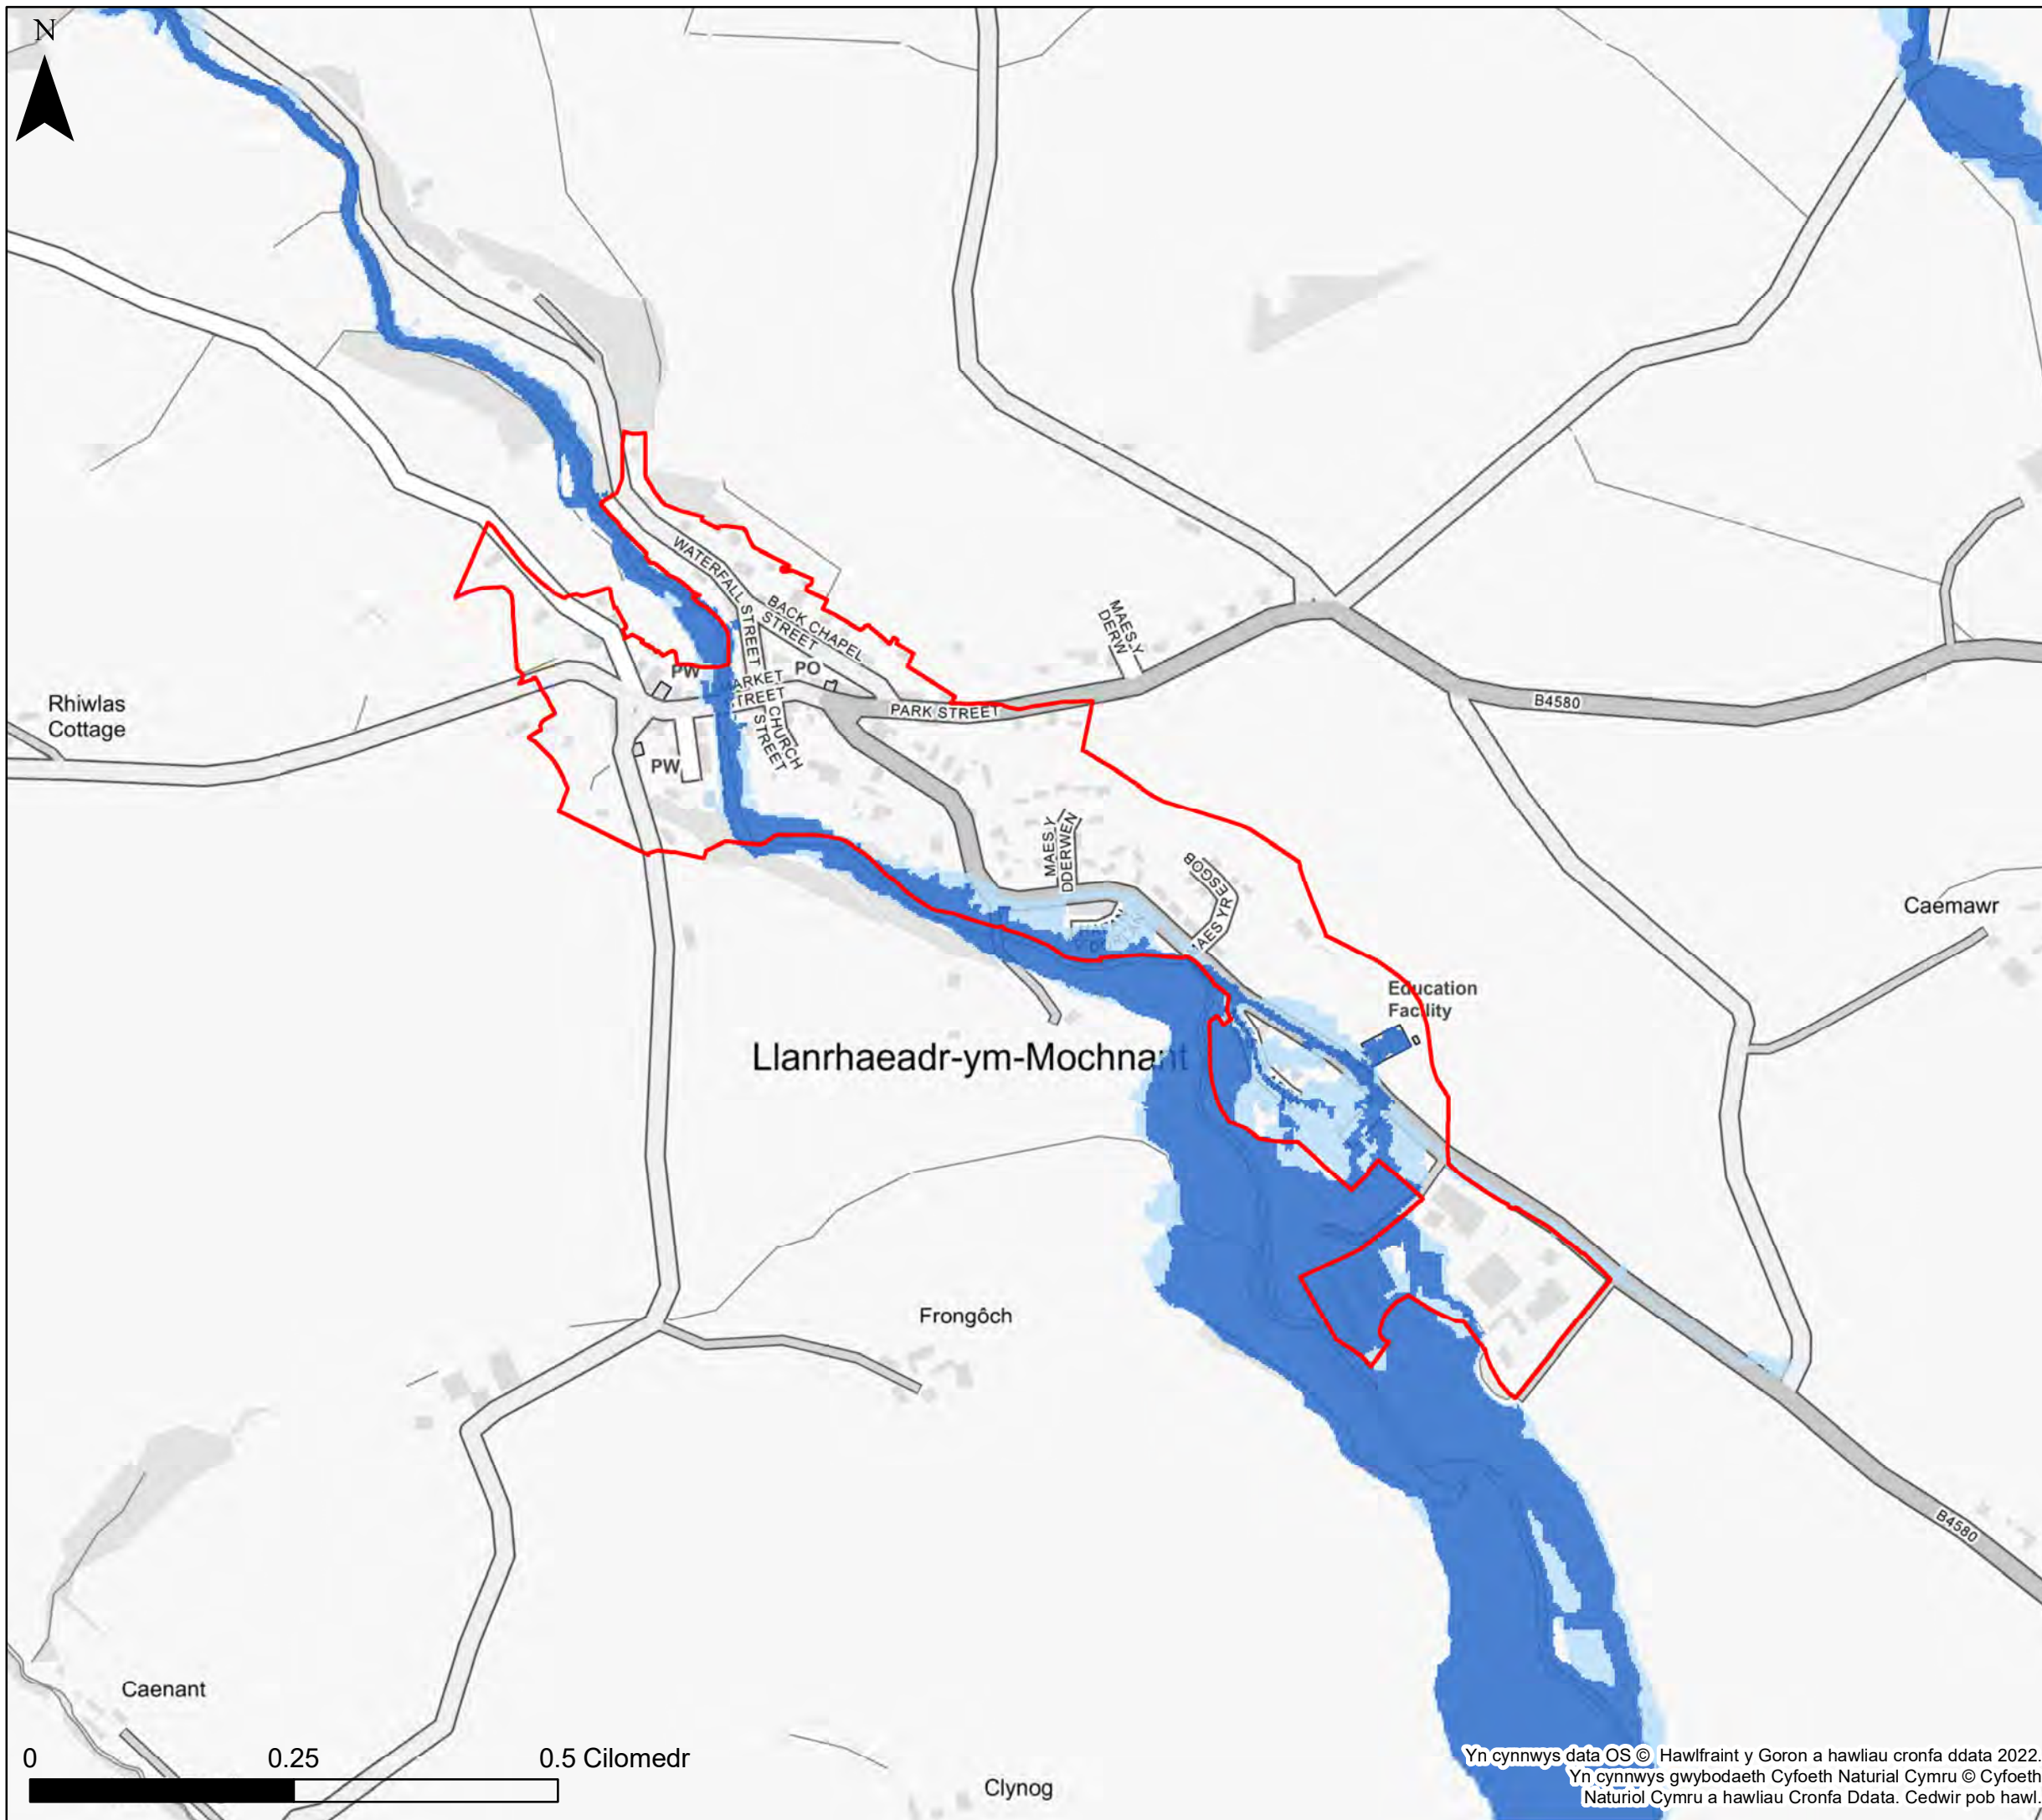 N
WATERFALL STREET
BACK CHAPEL
STREET
MAES Y
DERW
PW
PO
MARKET
STREET
CHURCH
STREET
PARK STREET
B4580
Rhiwlas
Cottage
PW
MAES Y
DDERWEN
MAES YR ESGOB
Caemawr
Education
Facility
Llanrhaeadr-ym-Mochnant
Frongôch
B4580
Caenant
0 0.25 0.5 Cilomedr
Clynog
Yn cynnwys data OS © Hawlfraint y Goron a hawliau cronfa ddata 2022.
Yn cynnwys gwybodaeth Cyfoeth Naturial Cymru © Cyfoeth
Naturiol Cymru a hawliau Cronfa Ddata. Cedwir pob hawl.